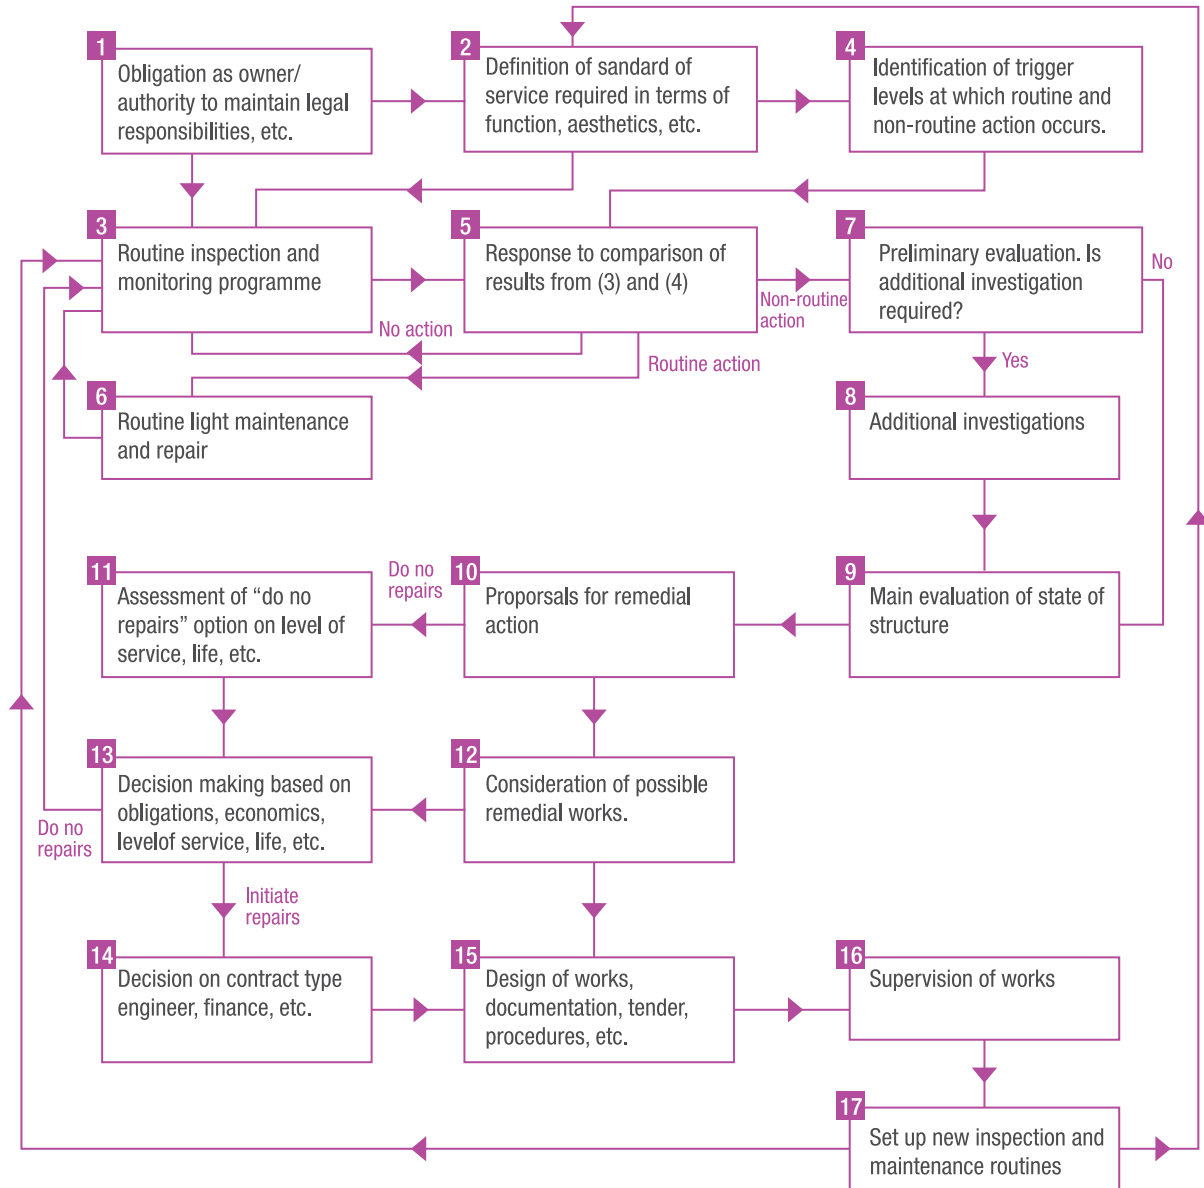 1
Obligation as owner/
authority to maintain legal
responsibilities, etc.
2
Definition of sandard of
service required in terms of
function, aesthetics, etc.
4
Identification of trigger
levels at which routine and
non-routine action occurs.
3
Routine inspection and
monitoring programme
5
Response to comparison of
results from (3) and (4)
Non-routine
action
7
Preliminary evaluation. Is
additional investigation
required?
No
No action
Routine action
Yes
6
Routine light maintenance
and repair
8
Additional investigations
11
Assessment of “do no
repairs” option on level of
service, life, etc.
Do no
repairs
10
Proporsals for remedial
action
9
Main evaluation of state of
structure
13
Decision making based on
obligations, economics,
levelof service, life, etc.
12
Consideration of possible
remedial works.
Do no
repairs
Initiate
repairs
14
Decision on contract type
engineer, finance, etc.
15
Design of works,
documentation, tender,
procedures, etc.
16
Supervision of works
17
Set up new inspection and
maintenance routines